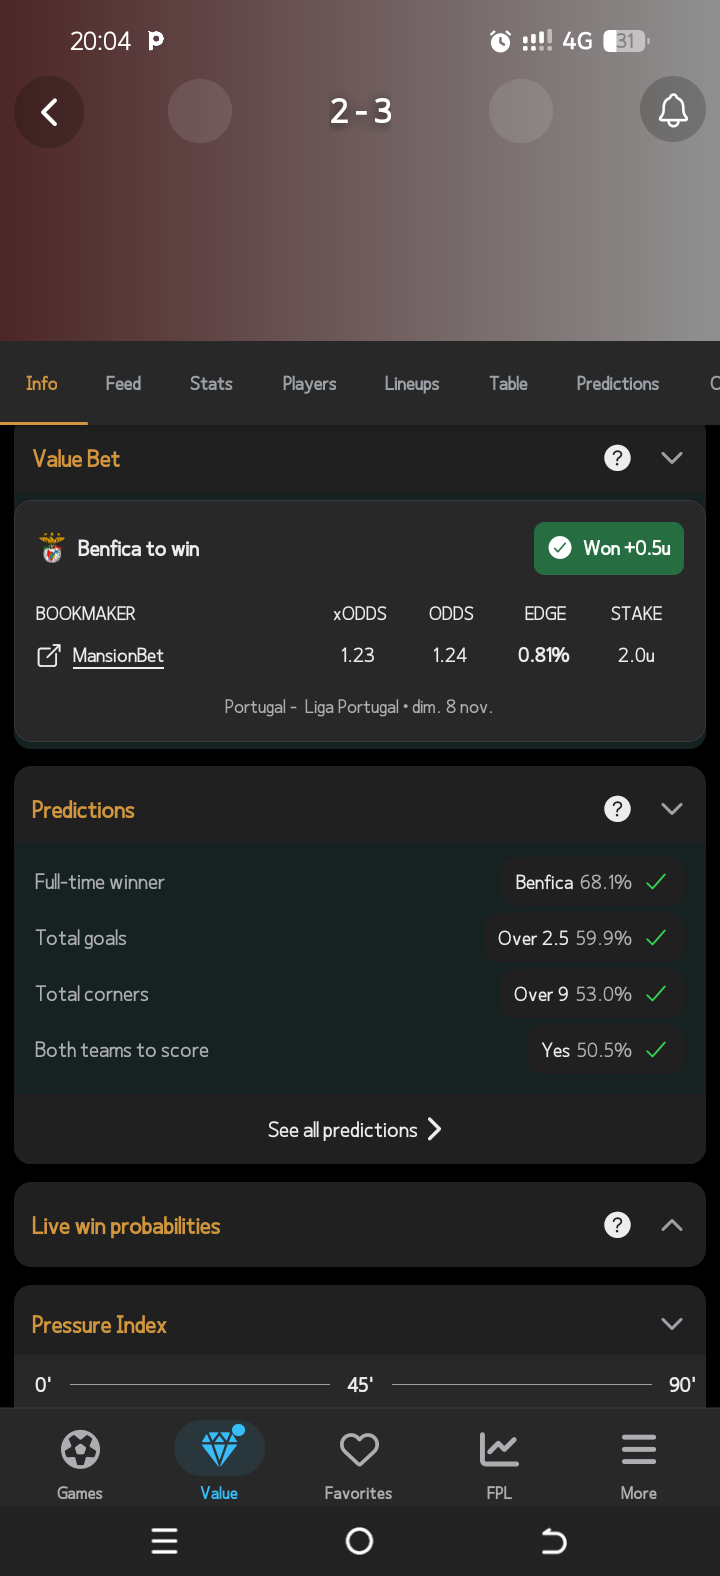 20:04 4G 31
2 - 3
Info Feed Stats Players Lineups Table Predictions
Value Bet ?
Benfica to win Won +0.5u
BOOKMAKER xODDS ODDS EDGE STAKE
MansionBet 1.23 1.24 0.81% 2.0u
Portugal - Liga Portugal • dim. 8 nov.
Predictions ?
Full-time winner Benfica 68.1%
Total goals Over 2.5 59.9%
Total corners Over 9 53.0%
Both teams to score Yes 50.5%
See all predictions
Live win probabilities ?
Pressure Index
0' 45' 90'
Games Value Favorites FPL More